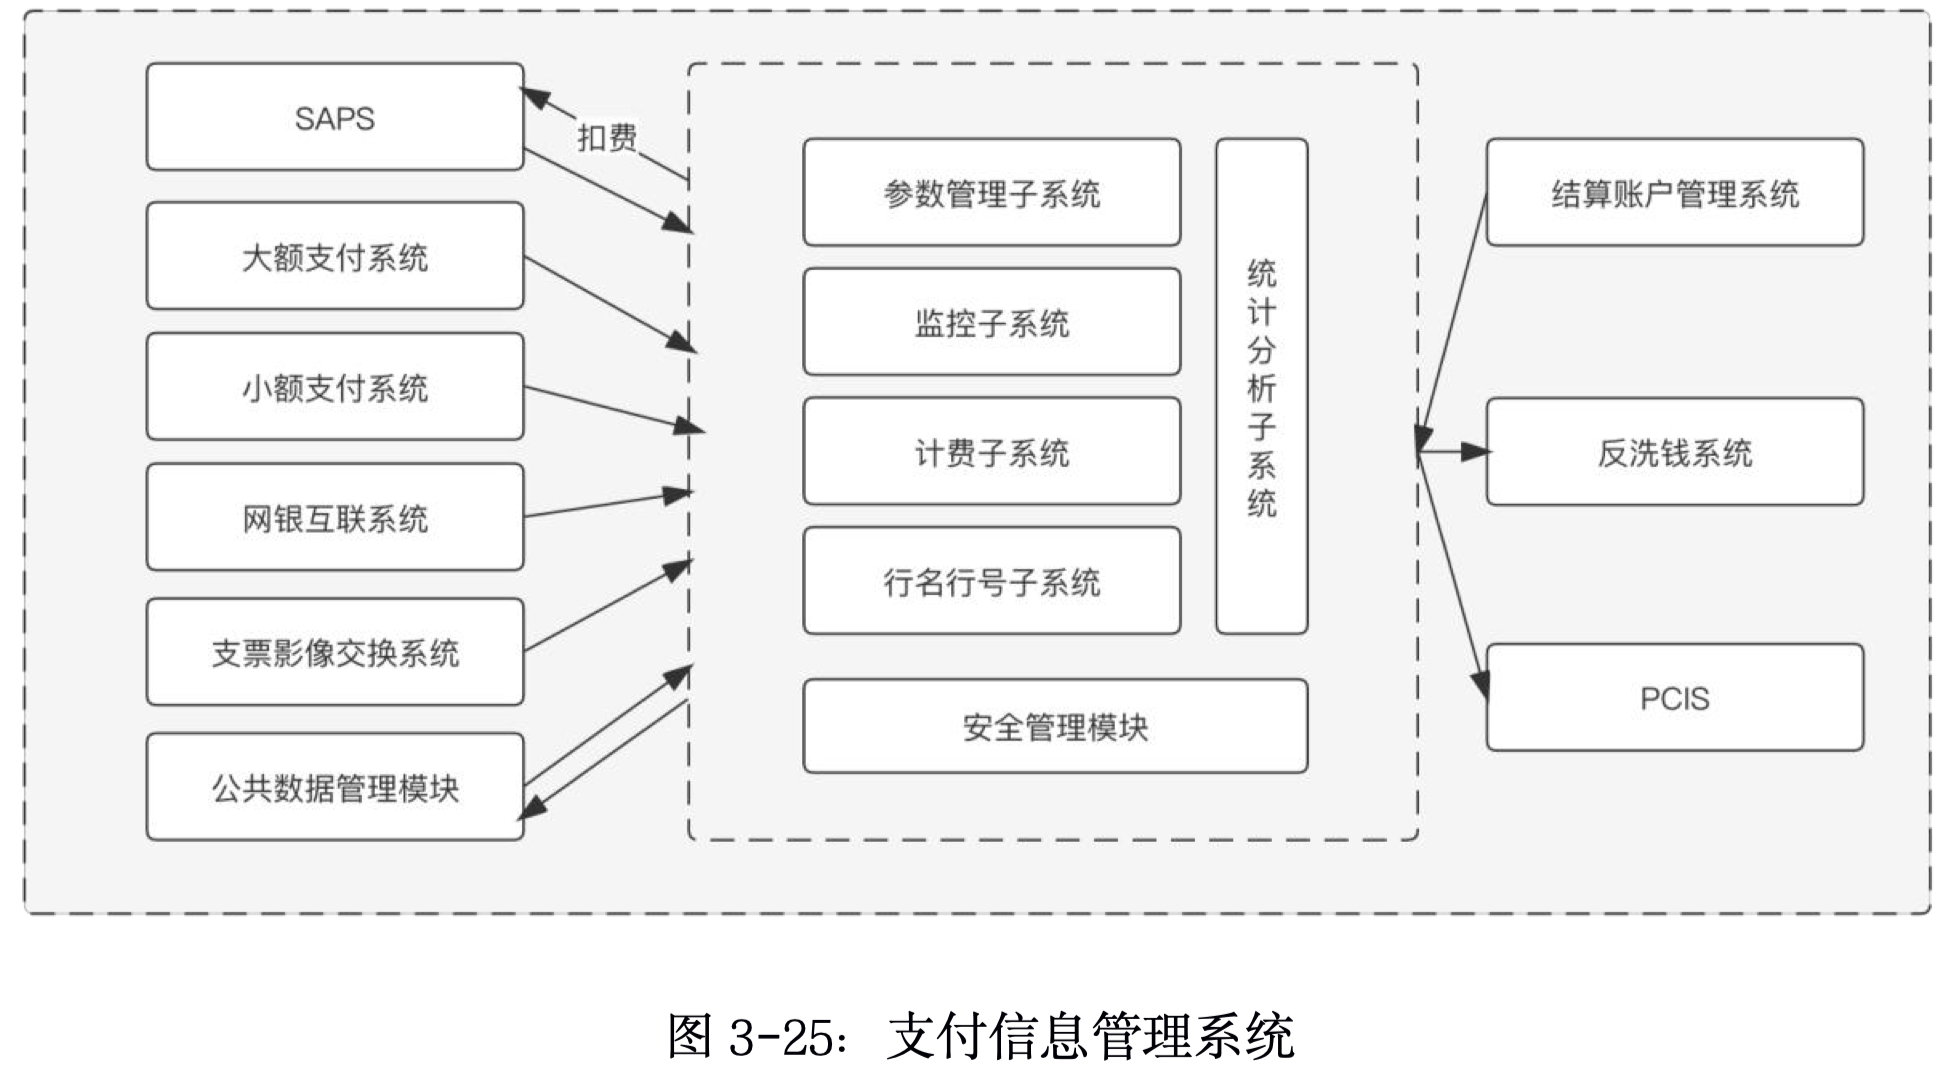 SAPS
大额支付系统
小额支付系统
网银互联系统
支票影像交换系统
公共数据管理模块
扣费
参数管理子系统
监控子系统
计费子系统
行名行号子系统
统计分析子系统
安全管理模块
结算账户管理系统
反洗钱系统
PCIS
图 3-25：支付信息管理系统